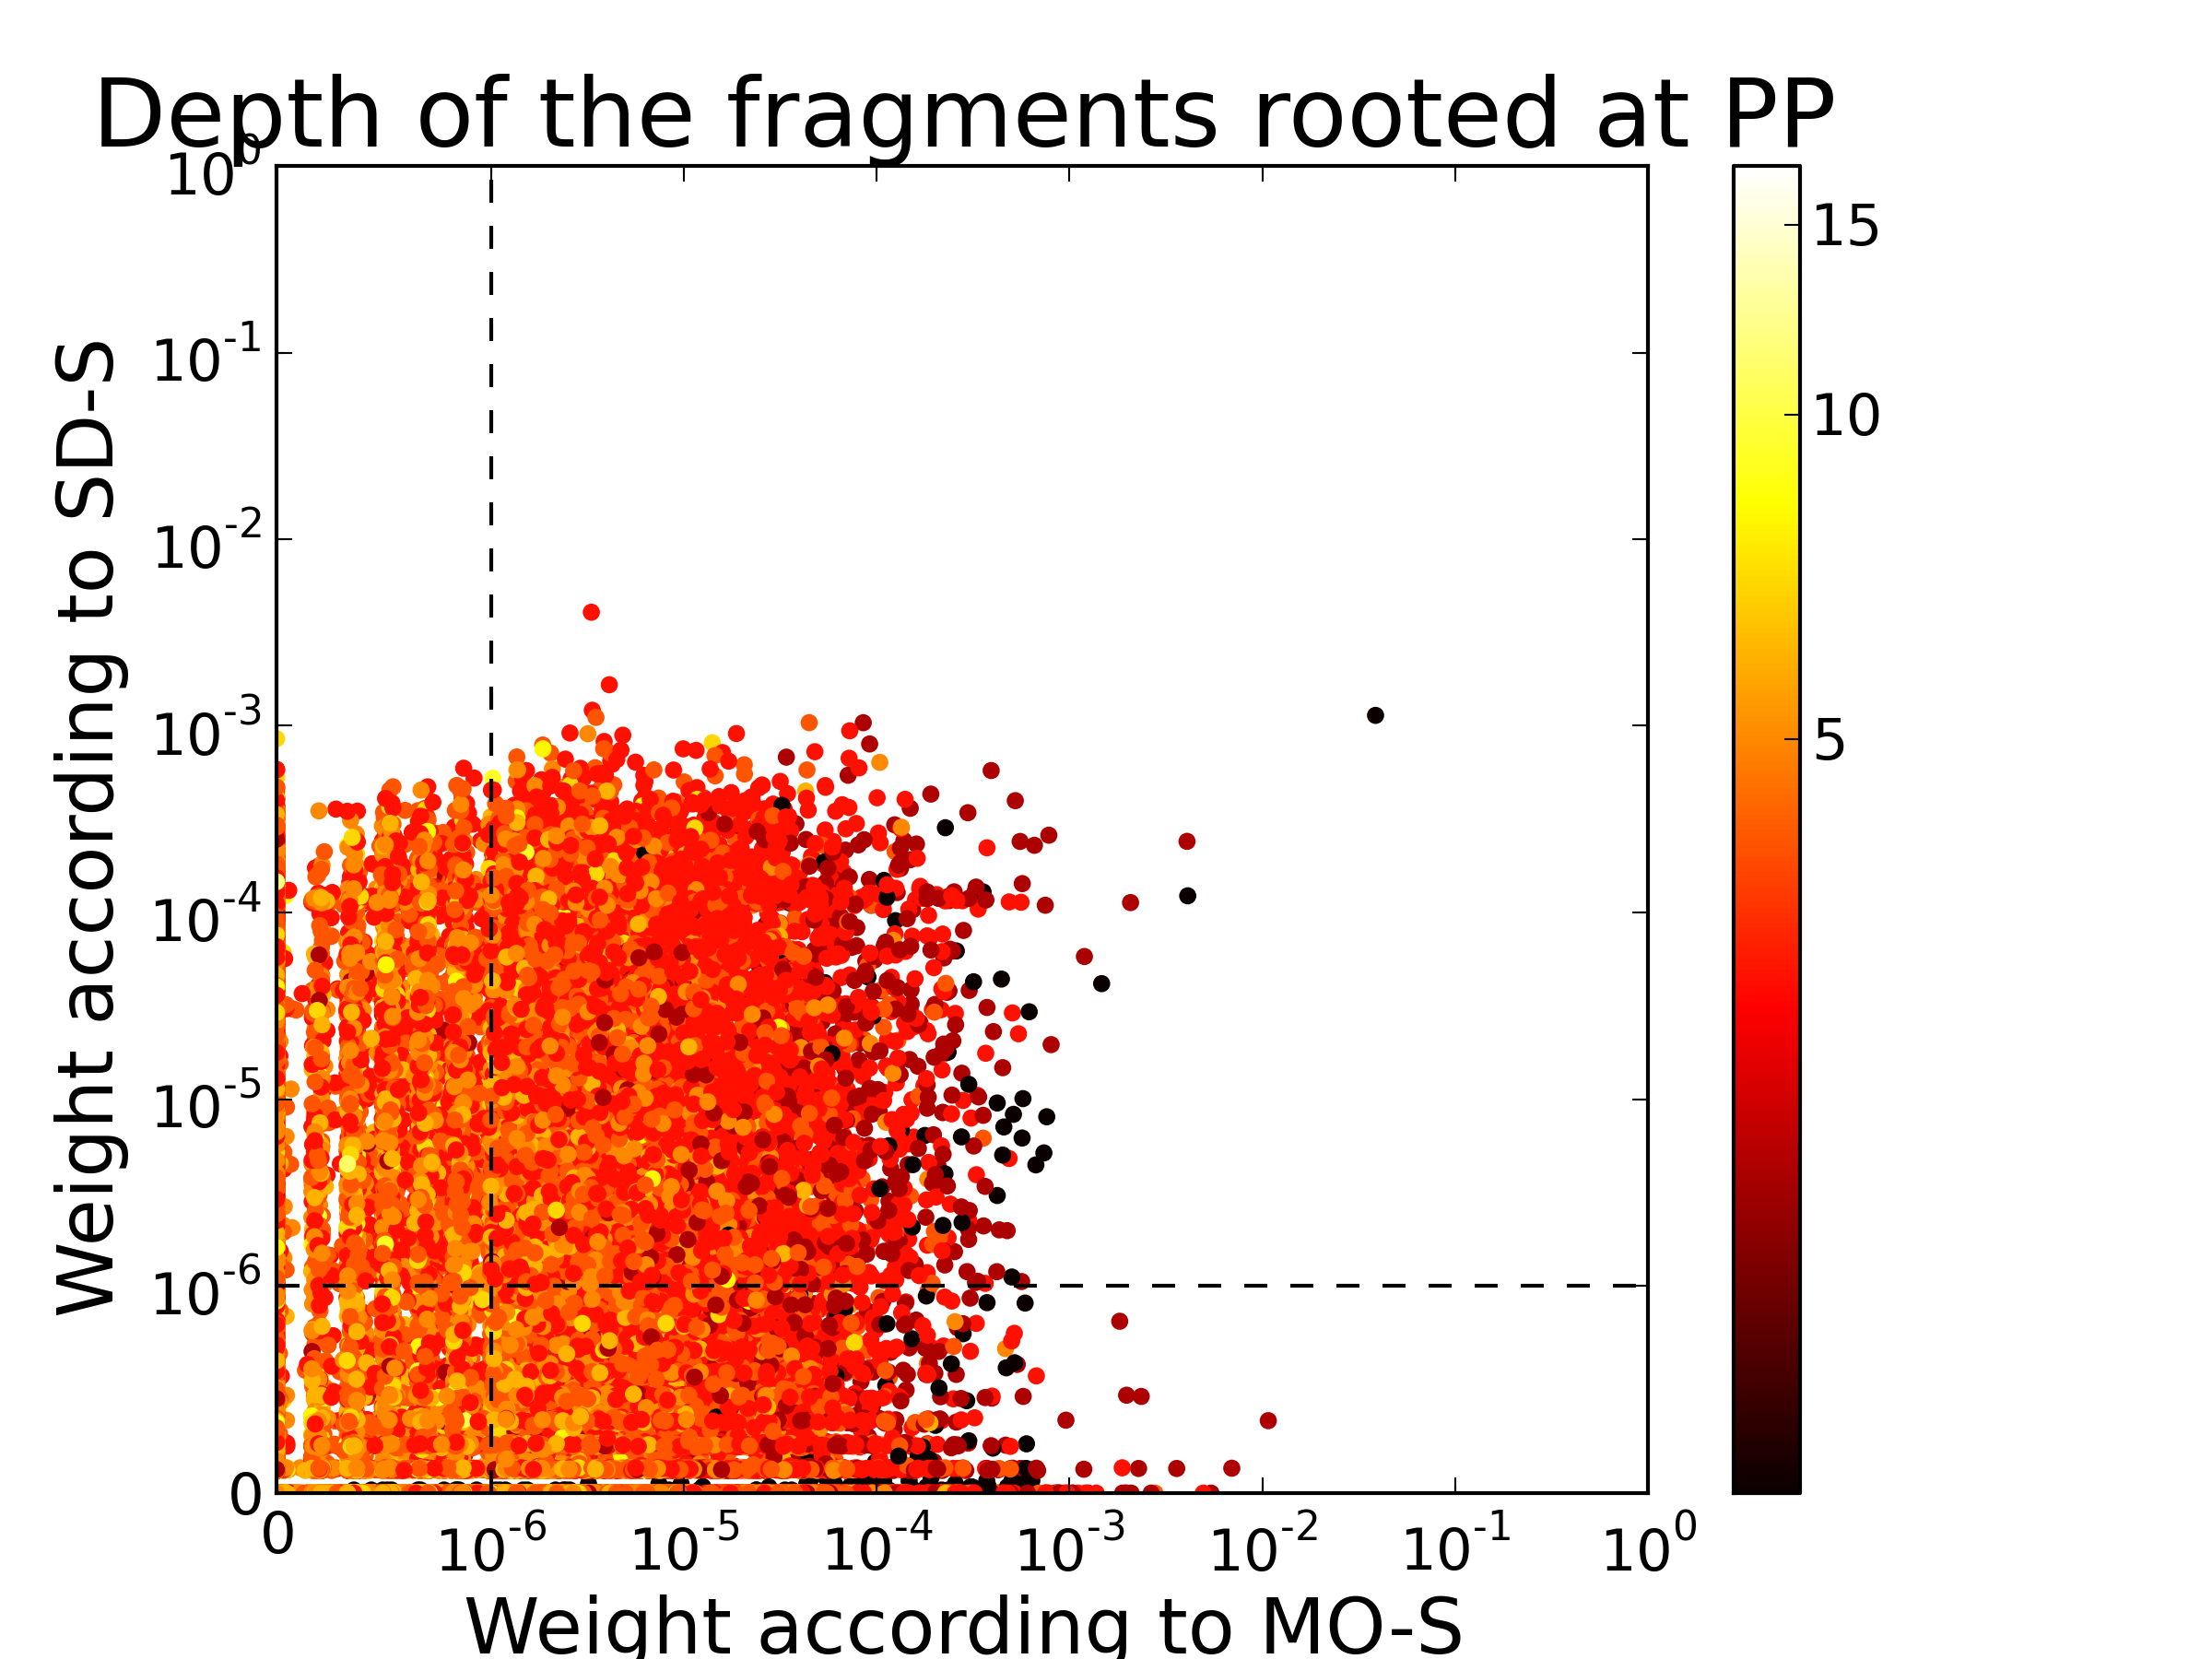 Depth of the fragments rooted at PP
Weight according to SD-S
10^0
10^-1
10^-2
10^-3
10^-4
10^-5
10^-6
0
0 10^-6 10^-5 10^-4 10^-3 10^-2 10^-1 10^0
Weight according to MO-S
15
10
5